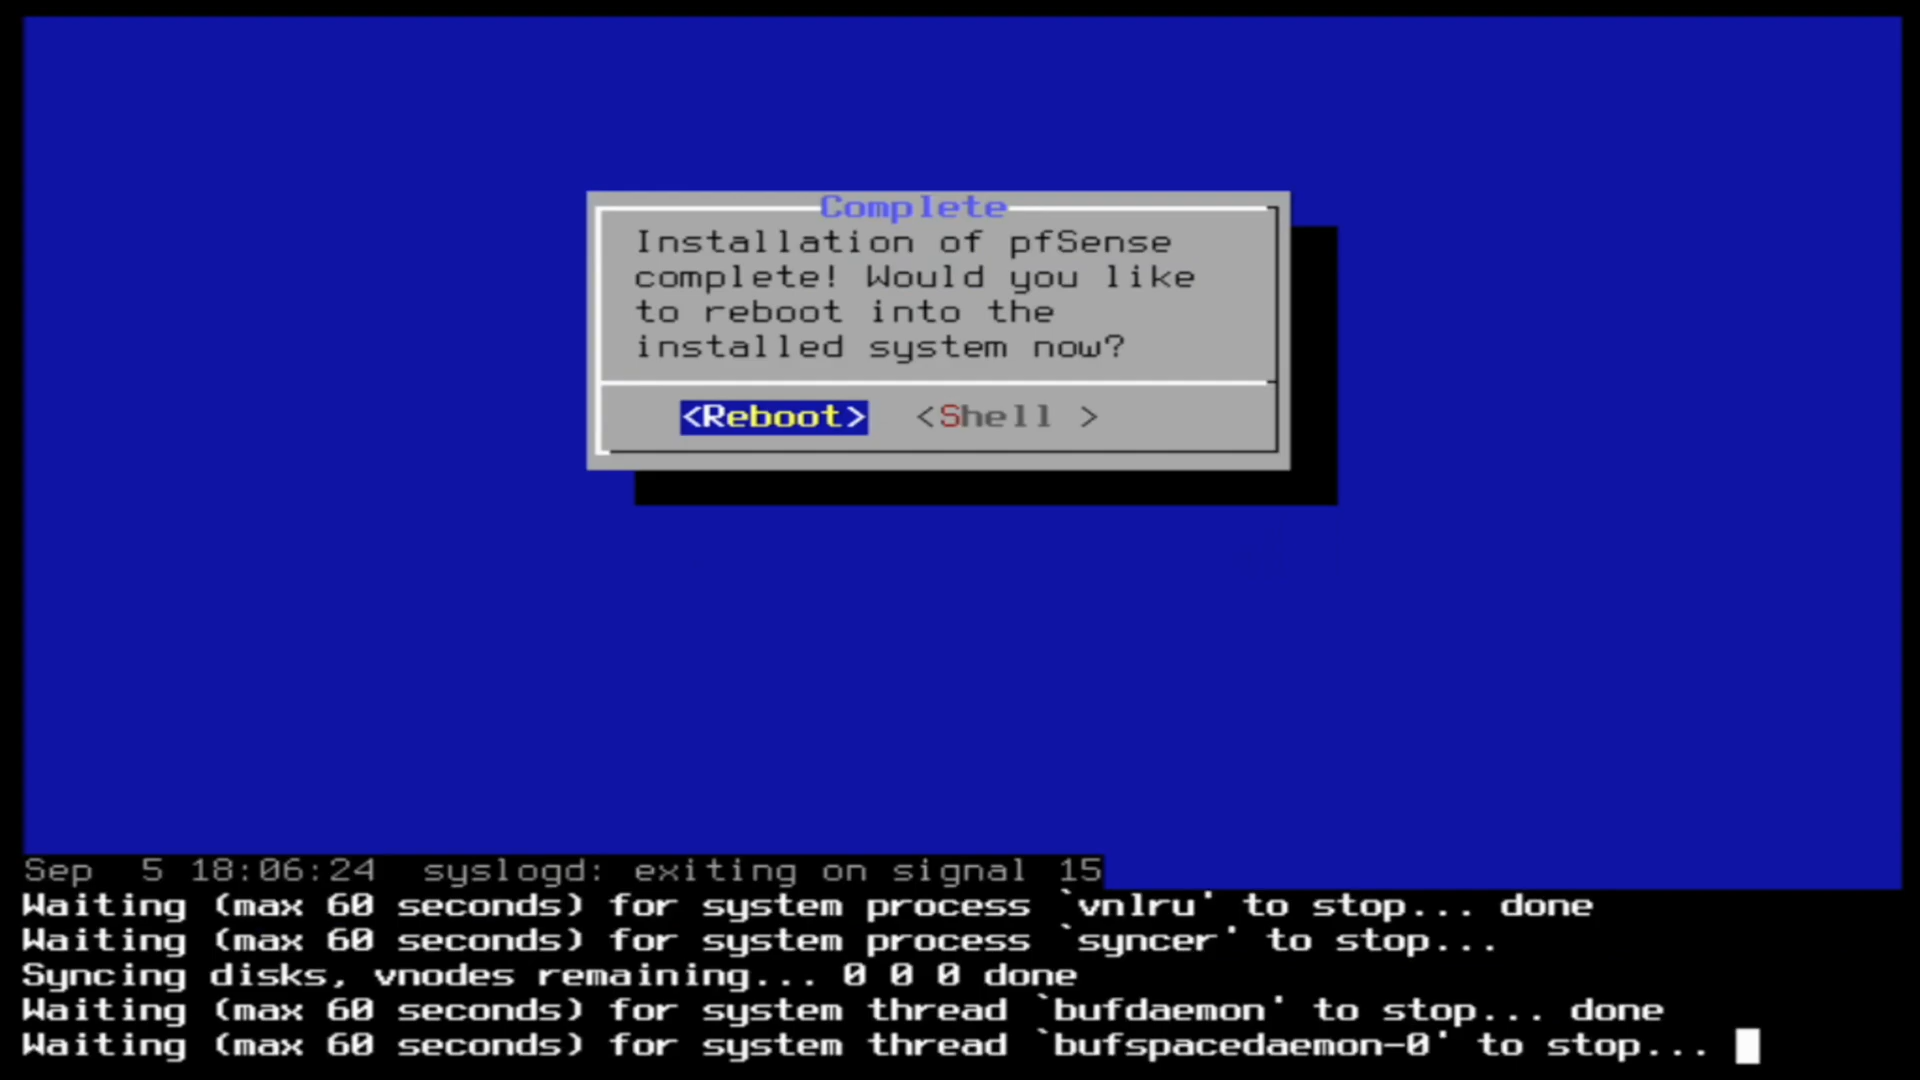 Complete
Installation of pfSense
complete! Would you like
to reboot into the
installed system now?
<Reboot> <Shell >
Sep  5 18:06:24  syslogd: exiting on signal 15
Waiting (max 60 seconds) for system process `vnlru' to stop... done
Waiting (max 60 seconds) for system process `syncer' to stop...
Syncing disks, vnodes remaining... 0 0 0 done
Waiting (max 60 seconds) for system thread `bufdaemon' to stop... done
Waiting (max 60 seconds) for system thread `bufspacedaemon-0' to stop...